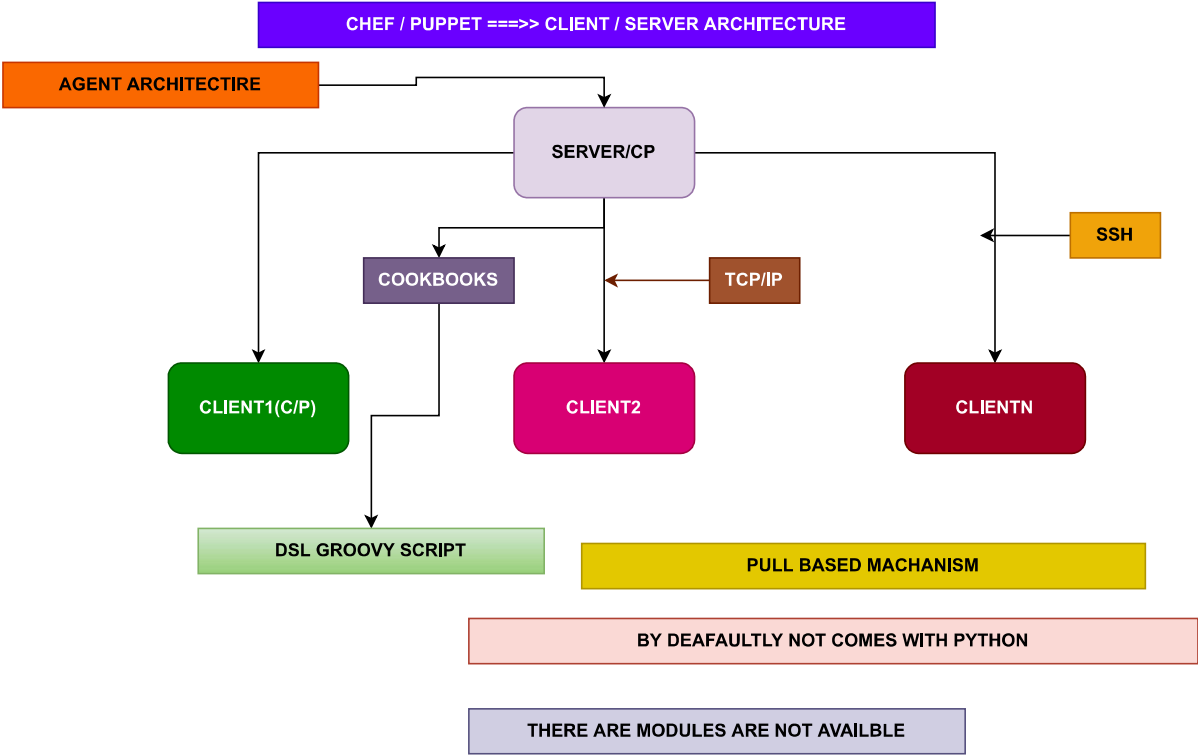 CHEF / PUPPET ===>> CLIENT / SERVER ARCHITECTURE
AGENT ARCHITECTIRE
SERVER/CP
SSH
COOKBOOKS
TCP/IP
CLIENT1(C/P)
CLIENT2
CLIENTN
DSL GROOVY SCRIPT
PULL BASED MACHANISM
BY DEAFAULTLY NOT COMES WITH PYTHON
THERE ARE MODULES ARE NOT AVAILBLE